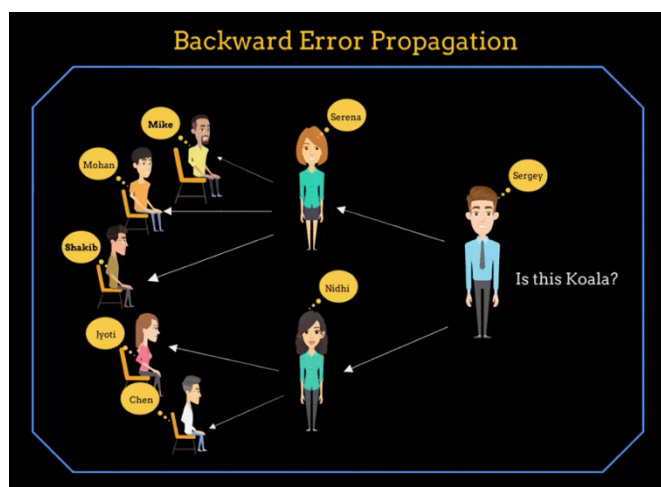 Backward Error Propagation
Mike
Serena
Mohan
Sergey
Shakib
Is this Koala?
Nidhi
Jyoti
Chen